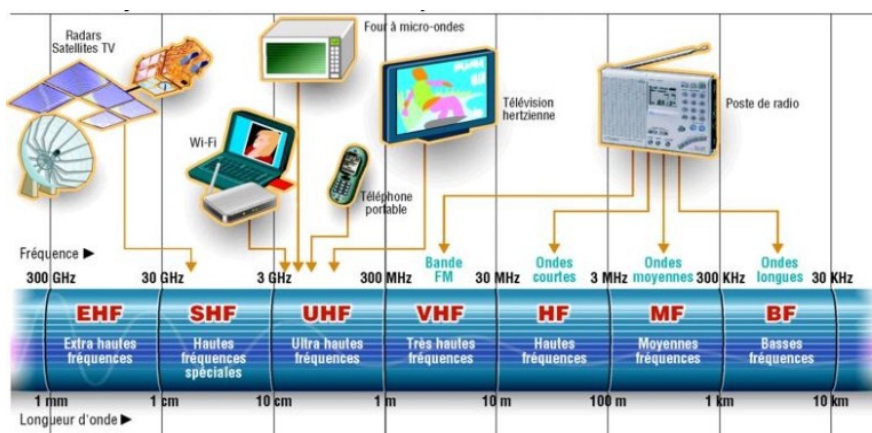 Radars
Satellites TV
Four à micro-ondes
Wi-Fi
Téléphone
portable
Télévision
hertzienne
Poste de radio
Fréquence ►
Bande
FM
Ondes
courtes
Ondes
moyennes
Ondes
longues
300 GHz
30 GHz
3 GHz
300 MHz
30 MHz
3 MHz
300 KHz
30 KHz
EHF
SHF
UHF
VHF
HF
MF
BF
Extra hautes
fréquences
Hautes
fréquences
spéciales
Ultra hautes
fréquences
Très hautes
fréquences
Hautes
fréquences
Moyennes
fréquences
Basses
fréquences
1 mm
1 cm
10 cm
1 m
10 m
100 m
1 km
10 km
Longueur d'onde ►